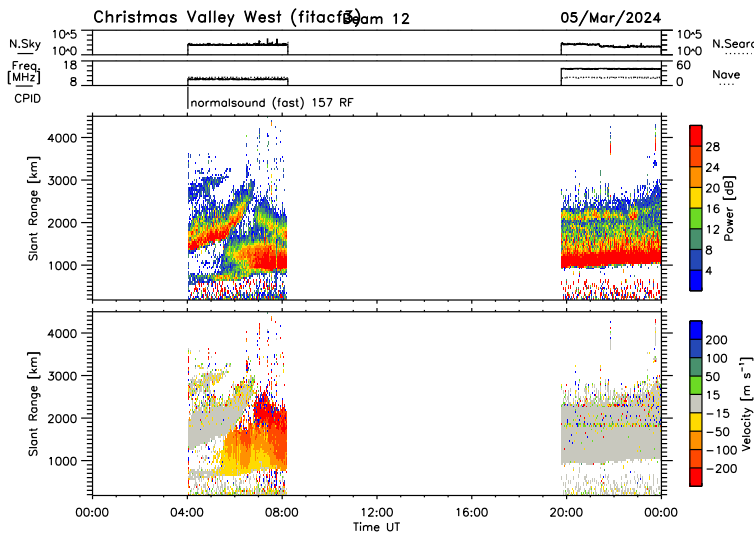 Christmas Valley West (fitacf3) Beam 12 05/Mar/2024
N.Sky 10^5 10^0 10^5 10^0 N.Searc
Freq. [MHz] 18 8 60 0 Nave
CPID normalsound (fast) 157 RF
Slant Range [km] 4000 3000 2000 1000
Power [dB] 28 24 20 16 12 8 4
Slant Range [km] 4000 3000 2000 1000
Velocity [m s⁻¹] 200 100 50 15 -15 -50 -100 -200
00:00 04:00 08:00 12:00 16:00 20:00 00:00
Time UT